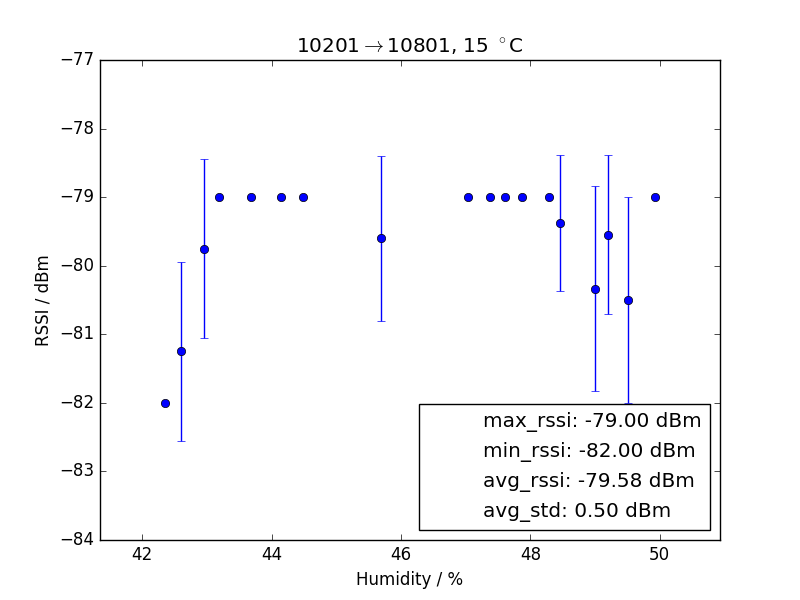 10201→10801, 15 °C
−77
−78
−79
−80
−81
−82
−83
−84
RSSI / dBm
max_rssi: -79.00 dBm
min_rssi: -82.00 dBm
avg_rssi: -79.58 dBm
avg_std: 0.50 dBm
42 44 46 48 50
Humidity / %